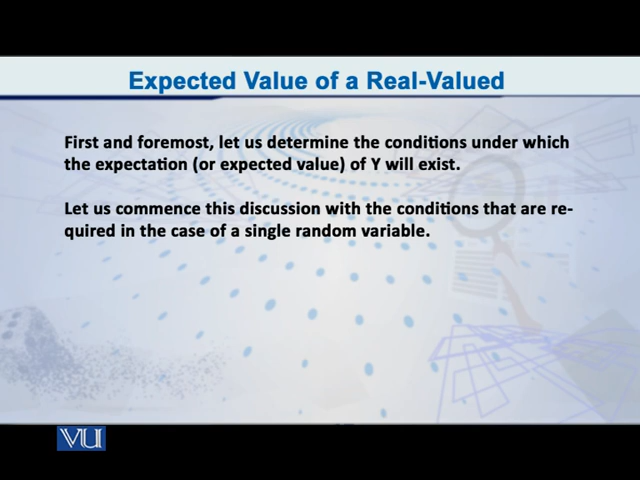 Expected Value of a Real-Valued
First and foremost, let us determine the conditions under which
the expectation (or expected value) of Y will exist.
Let us commence this discussion with the conditions that are re-
quired in the case of a single random variable.
VU